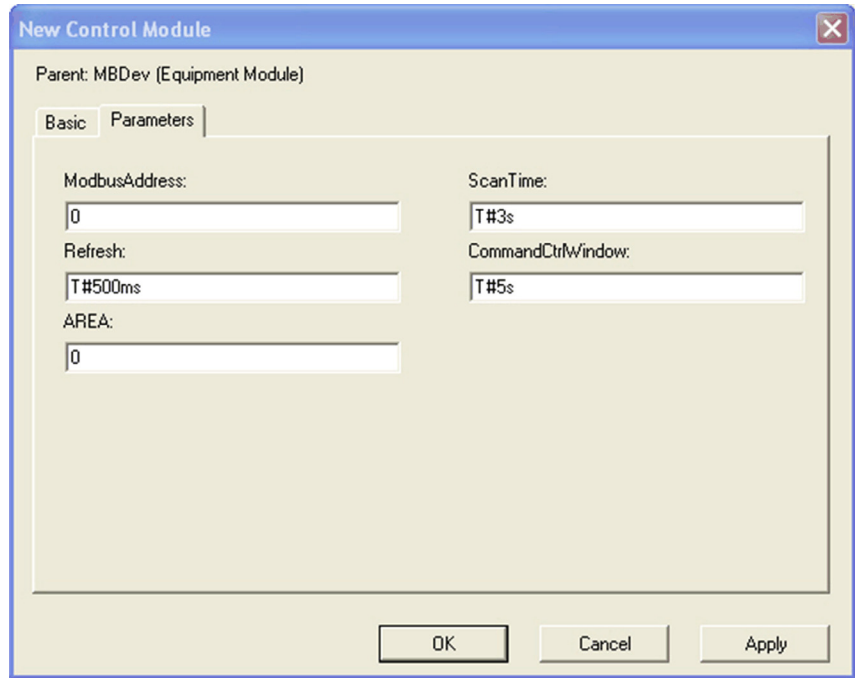 New Control Module
Parent: MBDev (Equipment Module)
Basic Parameters
ModbusAddress: ScanTime:
0 T#3s
Refresh: CommandCtrlWindow:
T#500ms T#5s
AREA:
0
OK Cancel Apply